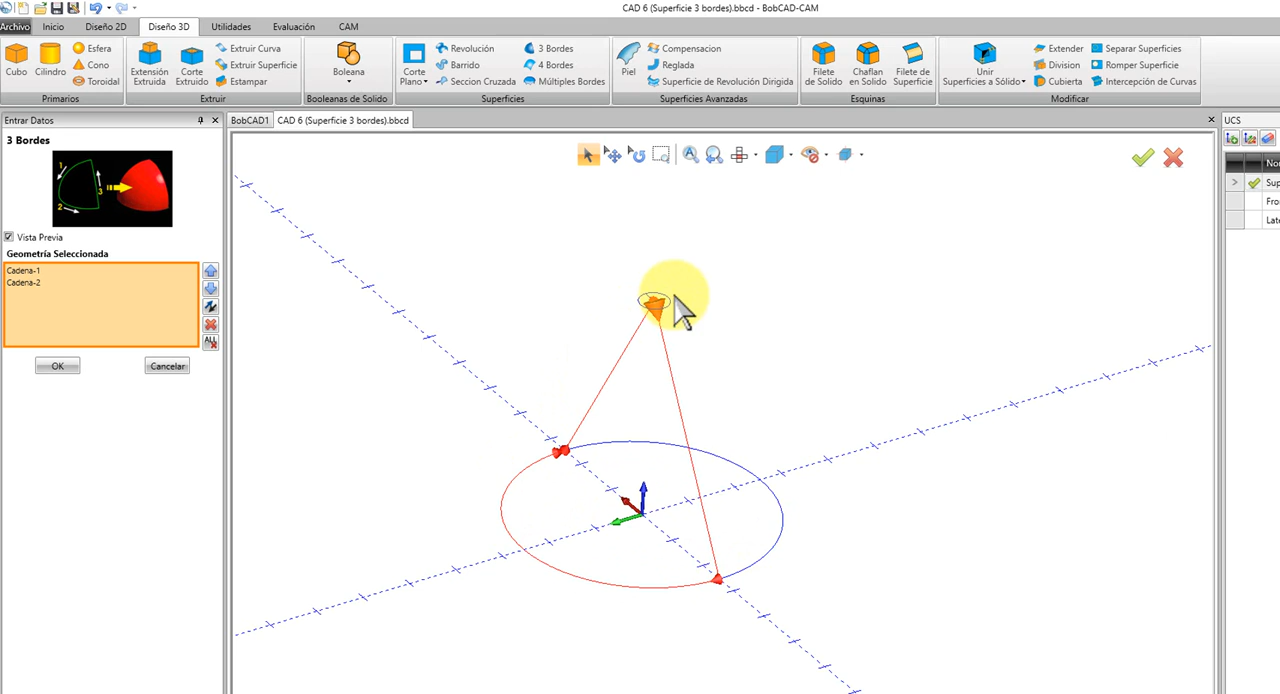 CAD 6 (Superficie 3 bordes).bbcd - BobCAD-CAM
Archivo Inicio Diseño 2D Diseño 3D Utilidades Evaluación CAM
Cubo Cilindro Esfera Cono Toroidal
Primarios
Extensión Extruida Corte Extruido Extruir Curva Extruir Superficie Estampar
Extruir
Boleana
Booleanas de Solido
Corte Plano Revolución Barrido Seccion Cruzada 3 Bordes 4 Bordes Múltiples Bordes
Superficies
Piel Compensacion Reglada Superficie de Revolución Dirigida
Superficies Avanzadas
Filete de Solido Chaflan en Solido Filete de Superficie
Esquinas
Unir Superficies a Sólido Extender Division Cubierta Separar Superficies Romper Superficie Intercepción de Curvas
Modificar
Entrar Datos
3 Bordes
1
2
3
Vista Previa
Geometría Seleccionada
Cadena-1
Cadena-2
ALL
OK Cancelar
BobCAD1 CAD 6 (Superficie 3 bordes).bbcd
UCS